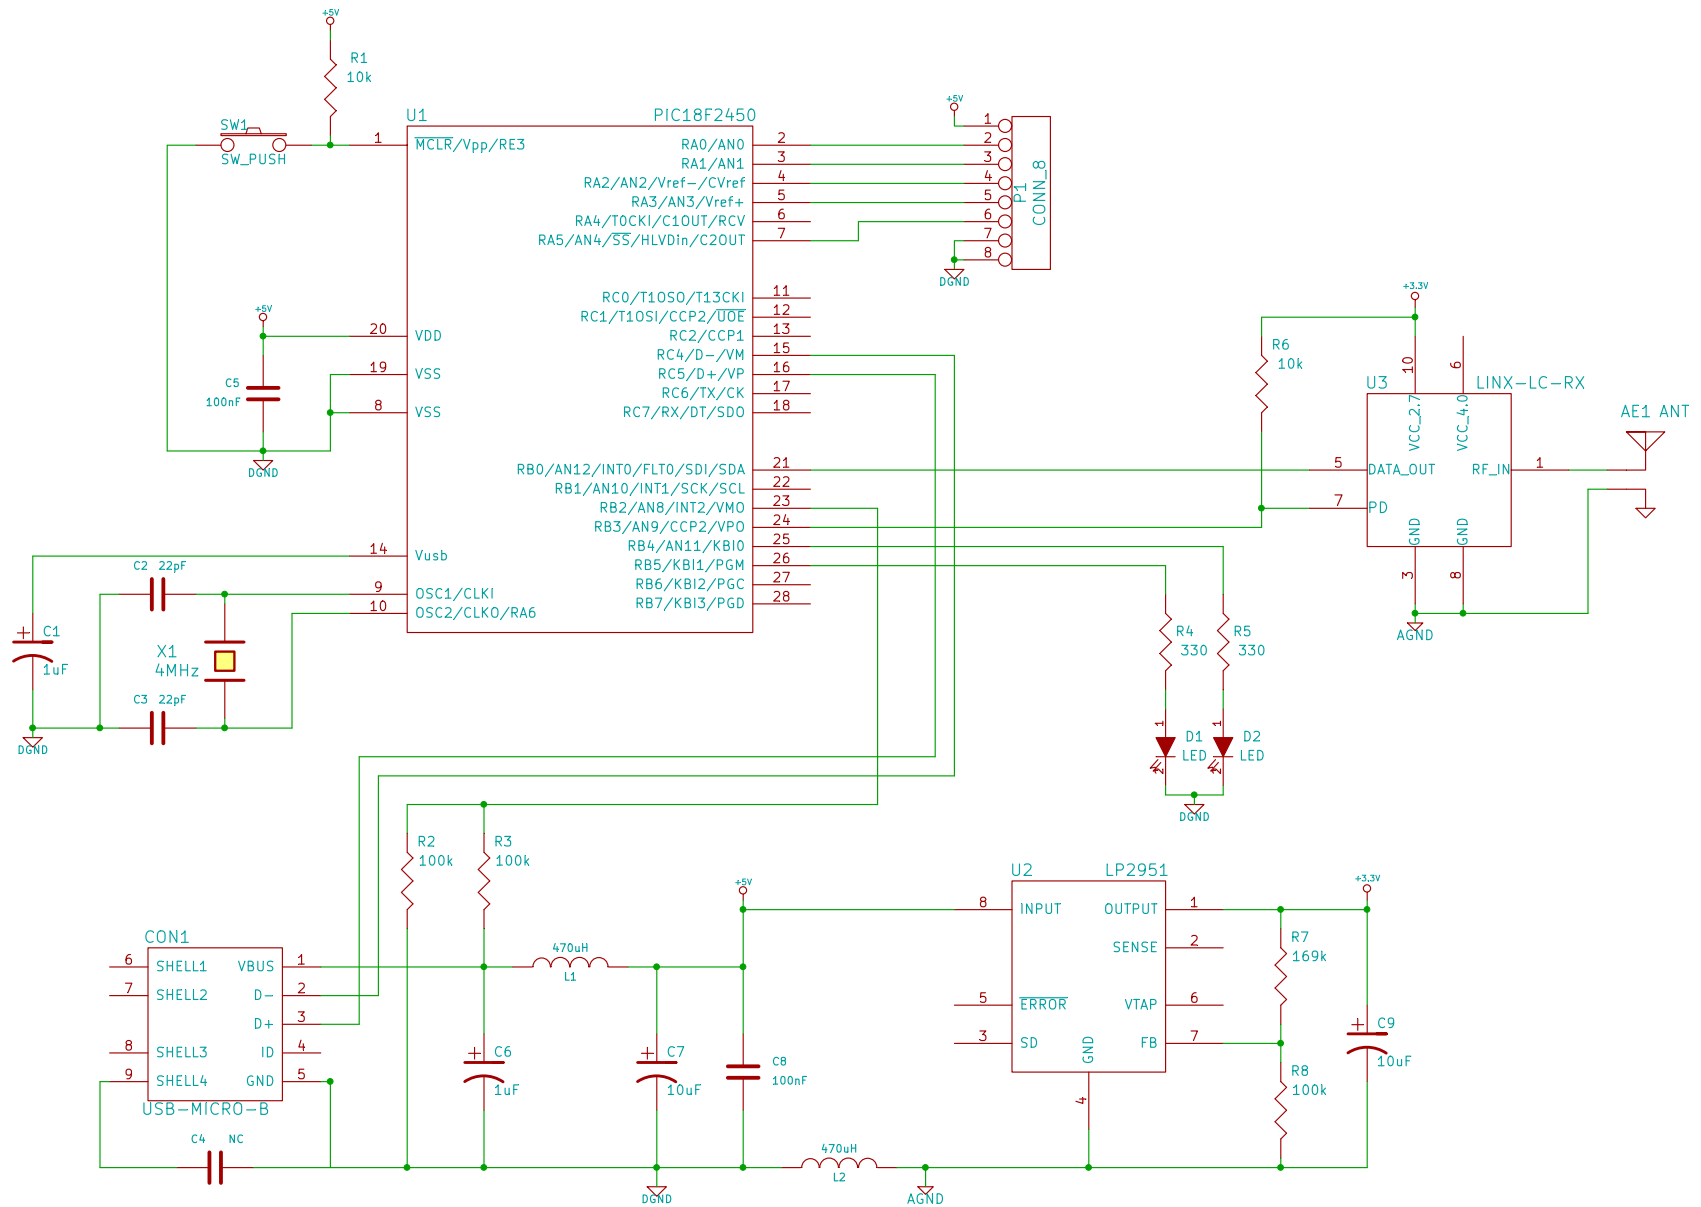 +5V
R1
10k
SW1
SW_PUSH
U1
PIC18F2450
1
MCLR/Vpp/RE3
20
VDD
19
VSS
8
VSS
14
Vusb
9
OSC1/CLKI
10
OSC2/CLKO/RA6
RA0/AN0
2
RA1/AN1
3
RA2/AN2/Vref-/CVref
4
RA3/AN3/Vref+
5
RA4/T0CKI/C1OUT/RCV
6
RA5/AN4/SS/HLVDin/C2OUT
7
RC0/T1OSO/T13CKI
11
RC1/T1OSI/CCP2/UOE
12
RC2/CCP1
13
RC4/D-/VM
15
RC5/D+/VP
16
RC6/TX/CK
17
RC7/RX/DT/SDO
18
RB0/AN12/INT0/FLT0/SDI/SDA
21
RB1/AN10/INT1/SCK/SCL
22
RB2/AN8/INT2/VMO
23
RB3/AN9/CCP2/VPO
24
RB4/AN11/KBI0
25
RB5/KBI1/PGM
26
RB6/KBI2/PGC
27
RB7/KBI3/PGD
28
+5V
1
2
3
4
5
6
7
8
P1
CONN_8
DGND
+5V
C5
100nF
DGND
C2 22pF
C1
1uF
X1
4MHz
C3 22pF
DGND
+3.3V
R6
10k
U3
LINX-LC-RX
10
VCC_2.7
6
VCC_4.0
5
DATA_OUT
7
PD
RF_IN
1
GND
3
GND
8
AE1 ANT
AGND
R4
330
R5
330
1
D1
LED
2
1
D2
LED
2
DGND
R2
100k
R3
100k
CON1
USB-MICRO-B
6
SHELL1
7
SHELL2
8
SHELL3
9
SHELL4
VBUS
1
D-
2
D+
3
ID
4
GND
5
C4 NC
470uH
L1
C6
1uF
C7
10uF
+5V
C8
100nF
DGND
470uH
L2
AGND
U2
LP2951
8
INPUT
5
ERROR
3
SD
OUTPUT
1
SENSE
2
VTAP
6
FB
7
GND
4
+3.3V
R7
169k
R8
100k
C9
10uF